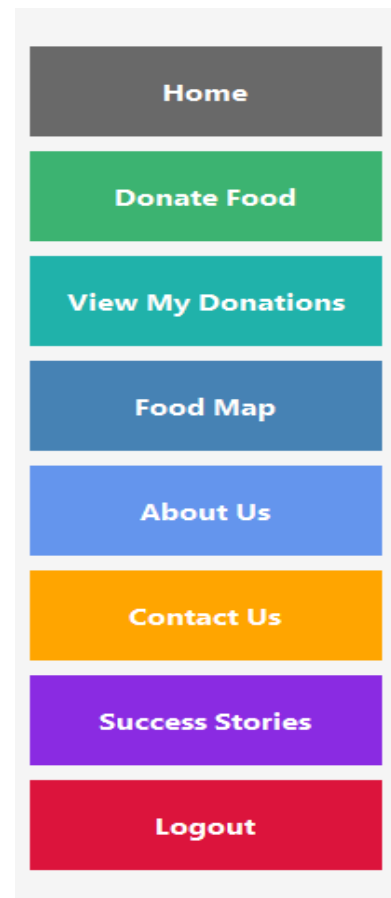 Home
Donate Food
View My Donations
Food Map
About Us
Contact Us
Success Stories
Logout